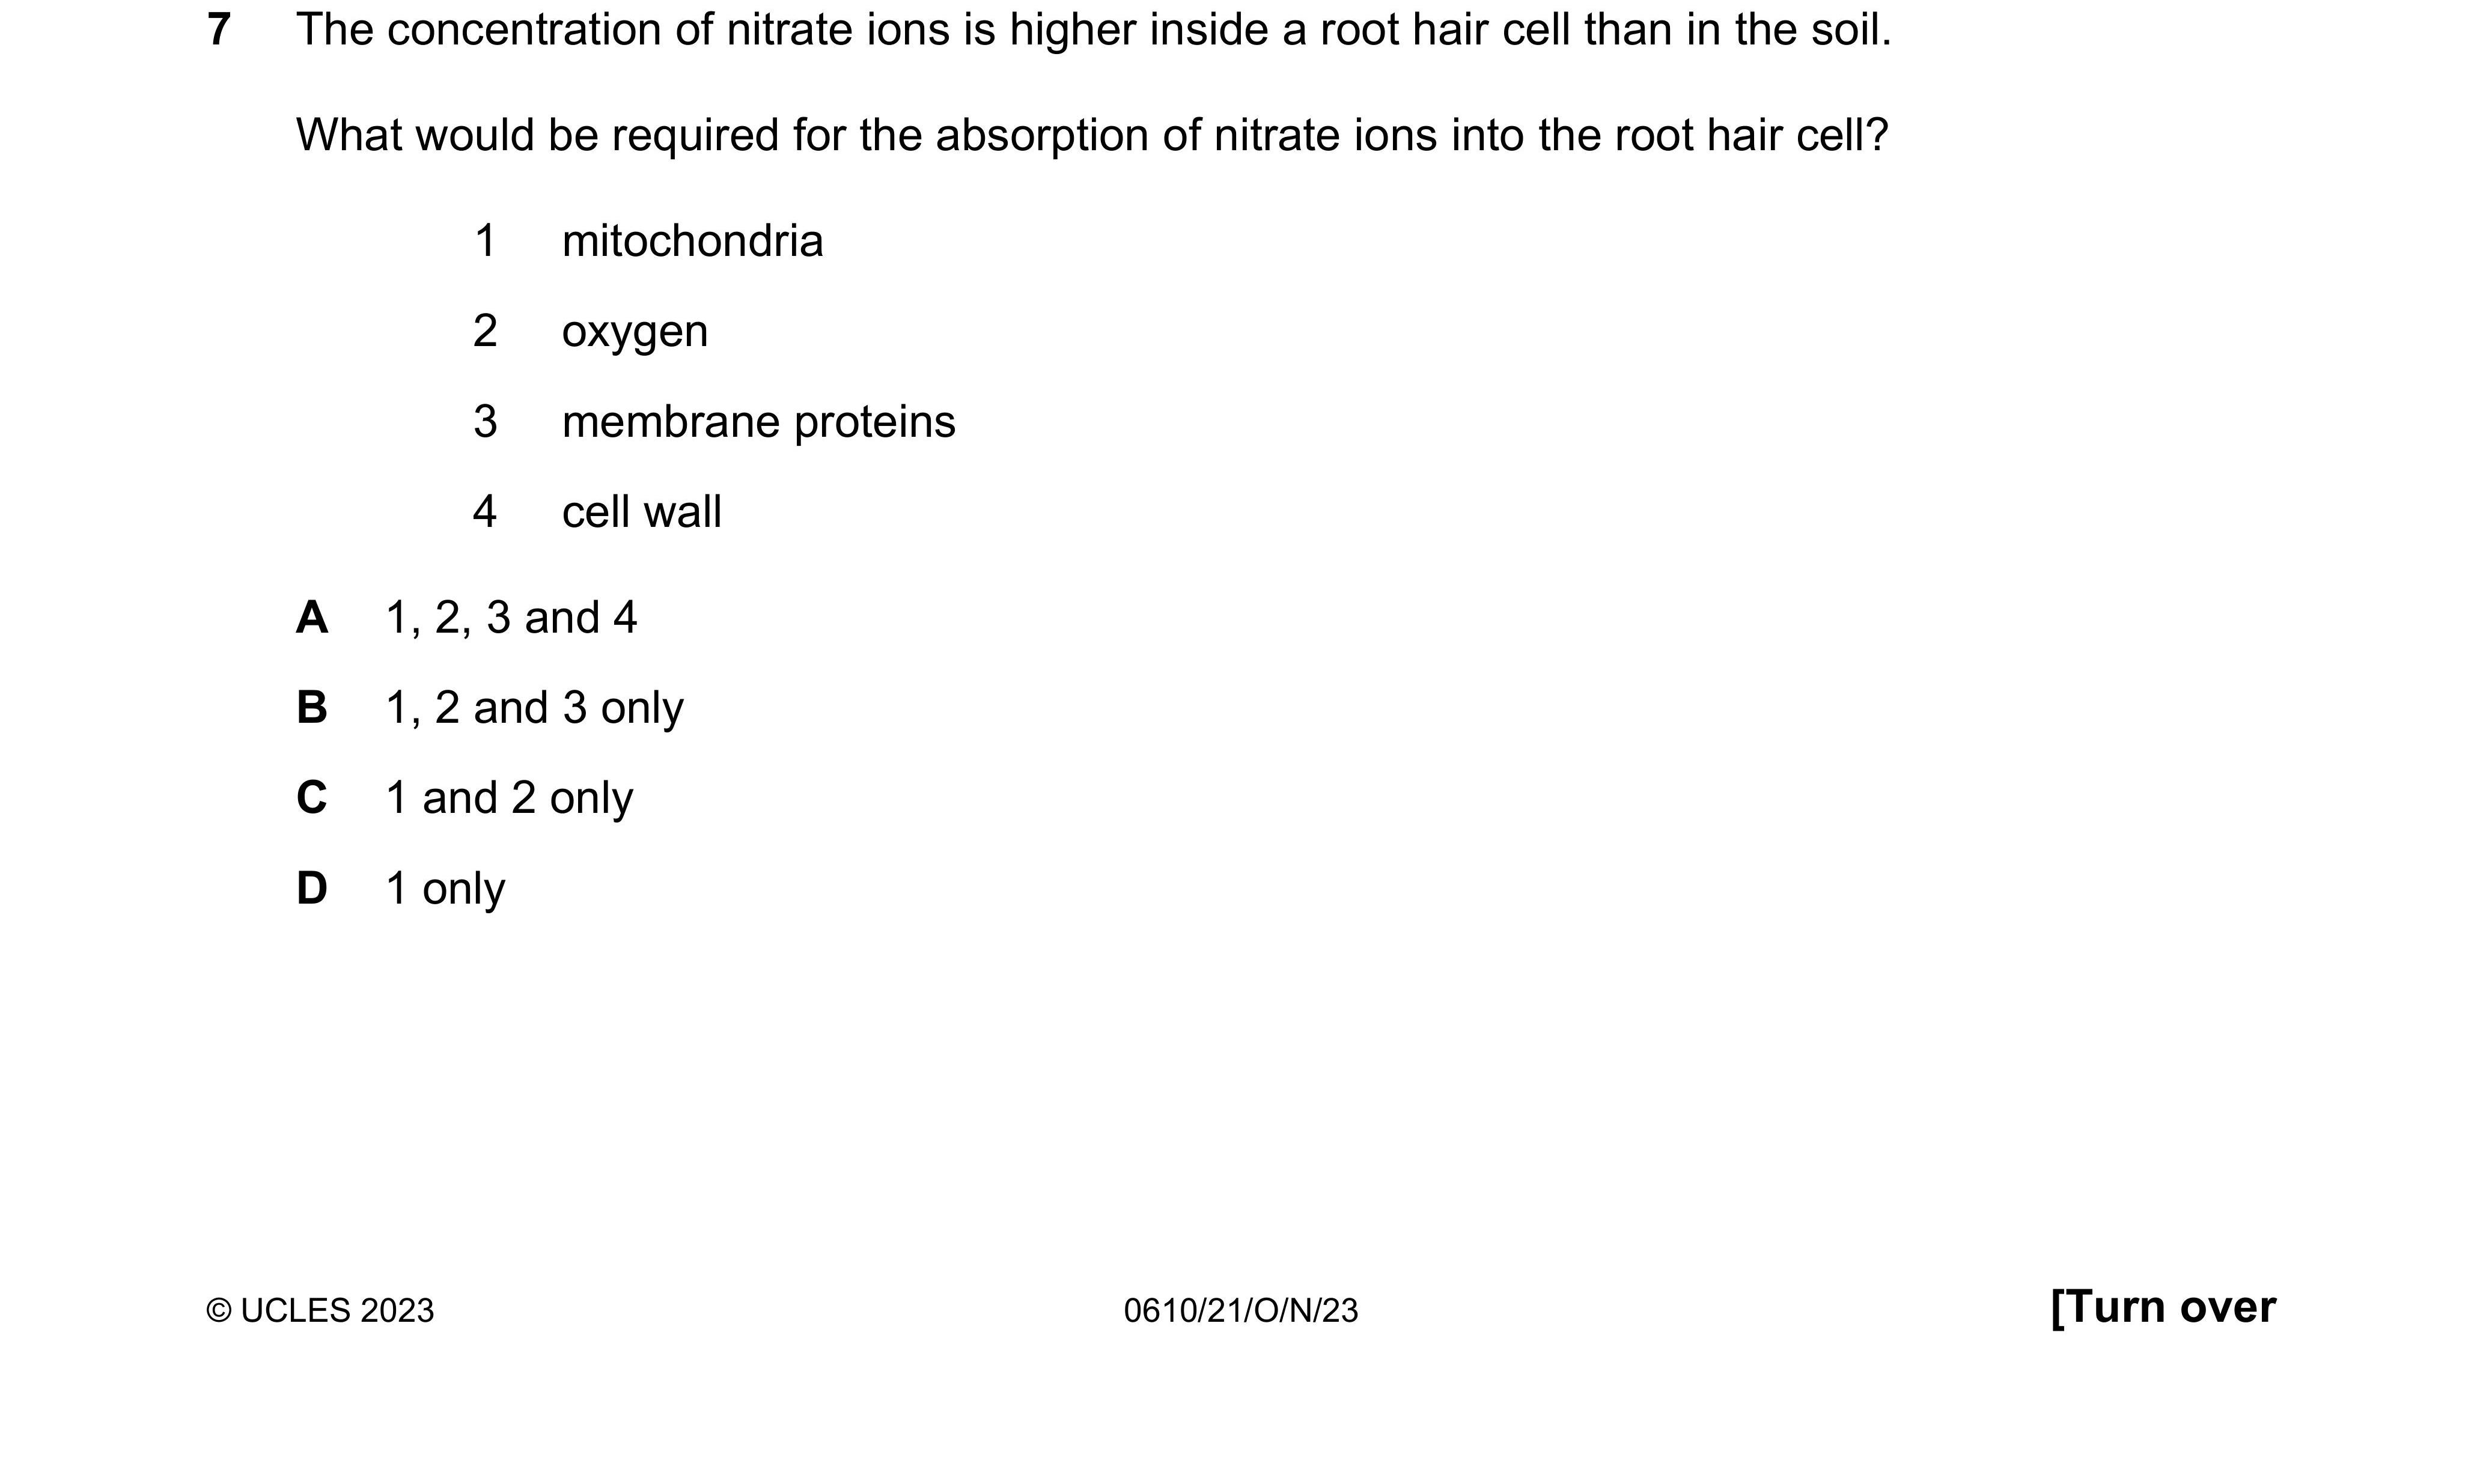 7 The concentration of nitrate ions is higher inside a root hair cell than in the soil.
What would be required for the absorption of nitrate ions into the root hair cell?
1 mitochondria
2 oxygen
3 membrane proteins
4 cell wall
A 1, 2, 3 and 4
B 1, 2 and 3 only
C 1 and 2 only
D 1 only
© UCLES 2023 0610/21/O/N/23 [Turn over